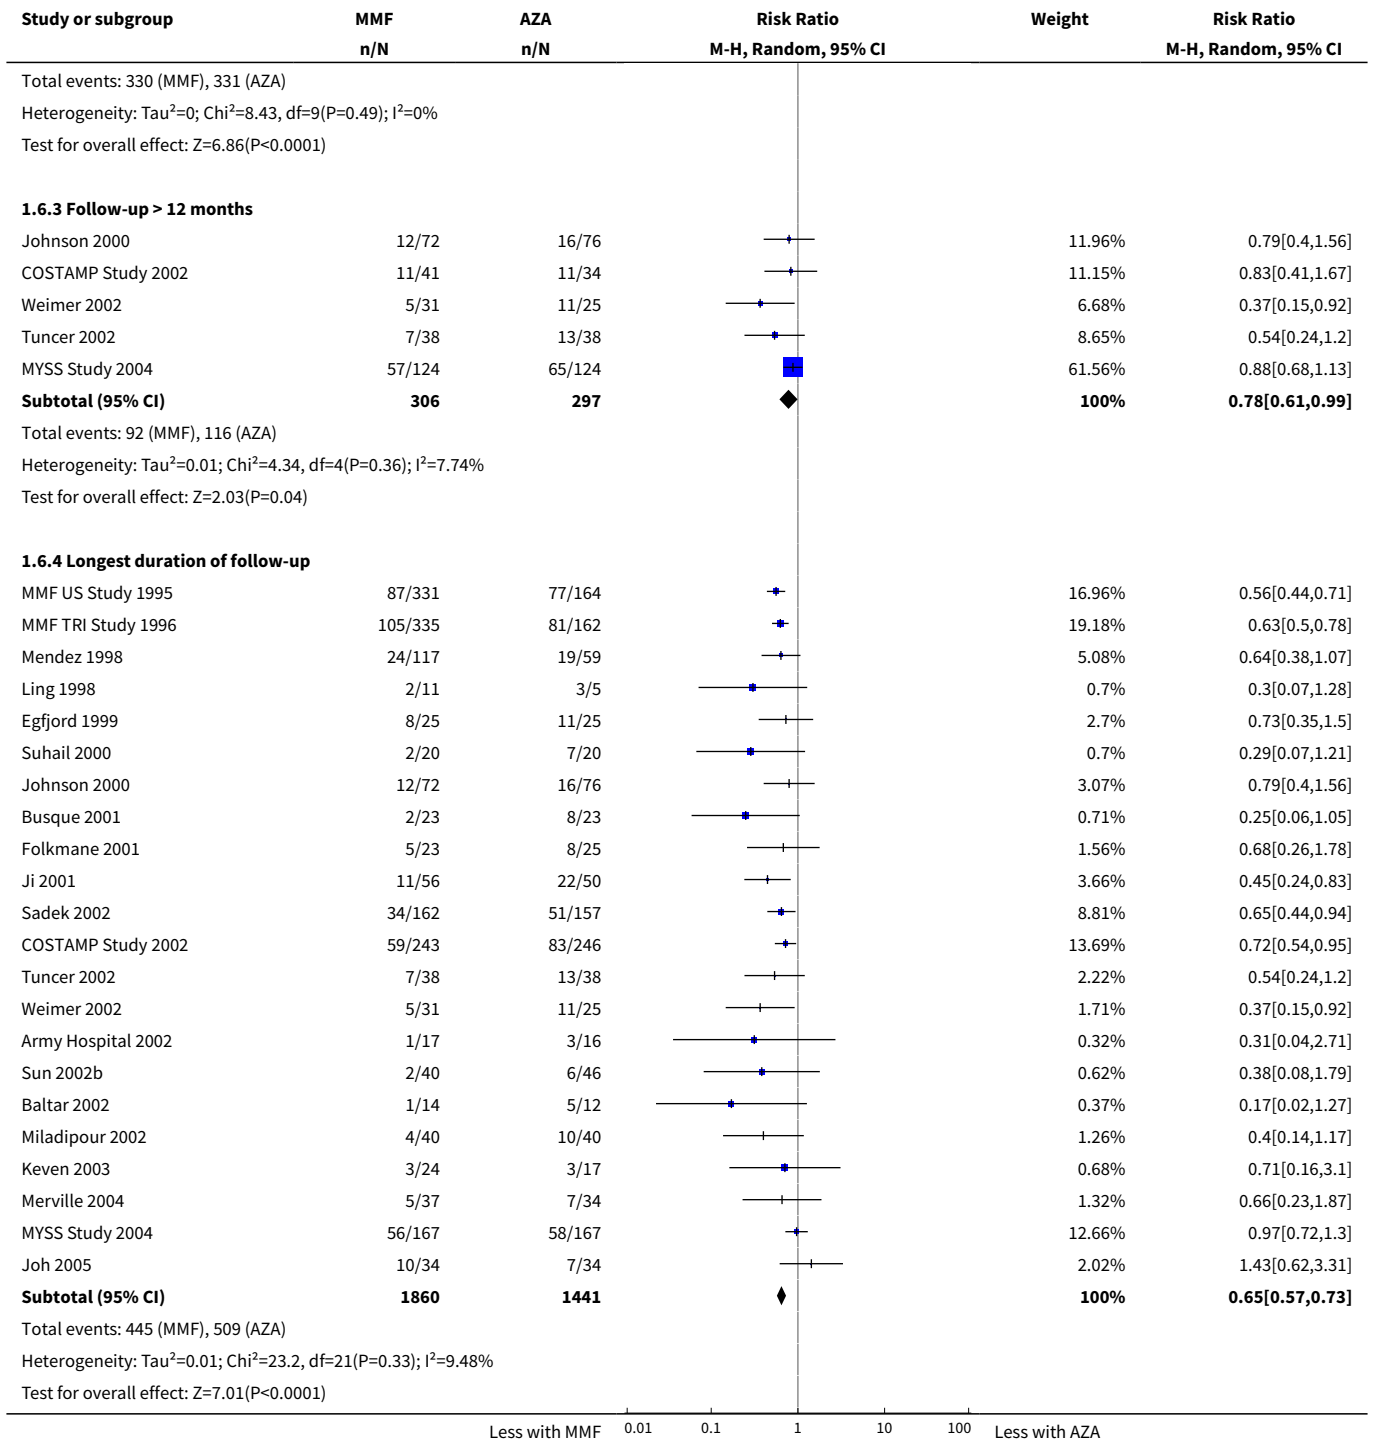 Study or subgroup MMF AZA Risk Ratio Weight Risk Ratio
n/N n/N M-H, Random, 95% CI M-H, Random, 95% CI
Total events: 330 (MMF), 331 (AZA)
Heterogeneity: Tau²=0; Chi²=8.43, df=9(P=0.49); I²=0%
Test for overall effect: Z=6.86(P<0.0001)
1.6.3 Follow-up > 12 months
Johnson 2000 12/72 16/76 11.96% 0.79[0.4,1.56]
COSTAMP Study 2002 11/41 11/34 11.15% 0.83[0.41,1.67]
Weimer 2002 5/31 11/25 6.68% 0.37[0.15,0.92]
Tuncer 2002 7/38 13/38 8.65% 0.54[0.24,1.2]
MYSS Study 2004 57/124 65/124 61.56% 0.88[0.68,1.13]
Subtotal (95% CI) 306 297 100% 0.78[0.61,0.99]
Total events: 92 (MMF), 116 (AZA)
Heterogeneity: Tau²=0.01; Chi²=4.34, df=4(P=0.36); I²=7.74%
Test for overall effect: Z=2.03(P=0.04)
1.6.4 Longest duration of follow-up
MMF US Study 1995 87/331 77/164 16.96% 0.56[0.44,0.71]
MMF TRI Study 1996 105/335 81/162 19.18% 0.63[0.5,0.78]
Mendez 1998 24/117 19/59 5.08% 0.64[0.38,1.07]
Ling 1998 2/11 3/5 0.7% 0.3[0.07,1.28]
Egfjord 1999 8/25 11/25 2.7% 0.73[0.35,1.5]
Suhail 2000 2/20 7/20 0.7% 0.29[0.07,1.21]
Johnson 2000 12/72 16/76 3.07% 0.79[0.4,1.56]
Busque 2001 2/23 8/23 0.71% 0.25[0.06,1.05]
Folkmane 2001 5/23 8/25 1.56% 0.68[0.26,1.78]
Ji 2001 11/56 22/50 3.66% 0.45[0.24,0.83]
Sadek 2002 34/162 51/157 8.81% 0.65[0.44,0.94]
COSTAMP Study 2002 59/243 83/246 13.69% 0.72[0.54,0.95]
Tuncer 2002 7/38 13/38 2.22% 0.54[0.24,1.2]
Weimer 2002 5/31 11/25 1.71% 0.37[0.15,0.92]
Army Hospital 2002 1/17 3/16 0.32% 0.31[0.04,2.71]
Sun 2002b 2/40 6/46 0.62% 0.38[0.08,1.79]
Baltar 2002 1/14 5/12 0.37% 0.17[0.02,1.27]
Miladipour 2002 4/40 10/40 1.26% 0.4[0.14,1.17]
Keven 2003 3/24 3/17 0.68% 0.71[0.16,3.1]
Merville 2004 5/37 7/34 1.32% 0.66[0.23,1.87]
MYSS Study 2004 56/167 58/167 12.66% 0.97[0.72,1.3]
Joh 2005 10/34 7/34 2.02% 1.43[0.62,3.31]
Subtotal (95% CI) 1860 1441 100% 0.65[0.57,0.73]
Total events: 445 (MMF), 509 (AZA)
Heterogeneity: Tau²=0.01; Chi²=23.2, df=21(P=0.33); I²=9.48%
Test for overall effect: Z=7.01(P<0.0001)
Less with MMF 0.01 0.1 1 10 100 Less with AZA